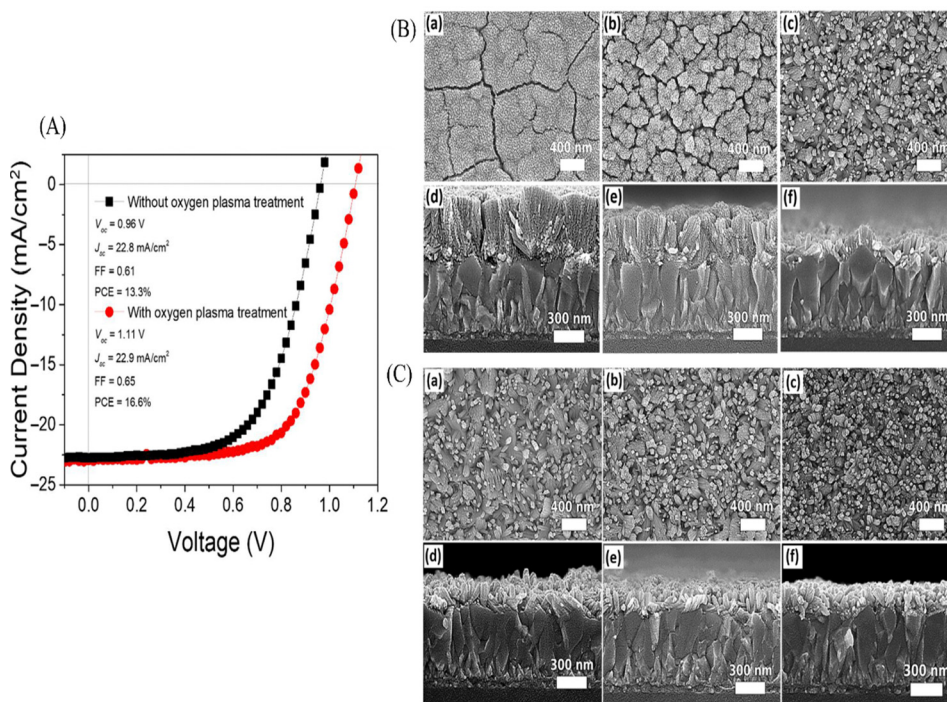 (A)
0
−5
−10
−15
−20
−25
Current Density (mA/cm²)
Without oxygen plasma treatment
Voc = 0.96 V
Jsc = 22.8 mA/cm²
FF = 0.61
PCE = 13.3%
With oxygen plasma treatment
Voc = 1.11 V
Jsc = 22.9 mA/cm²
FF = 0.65
PCE = 16.6%
0.0 0.2 0.4 0.6 0.8 1.0 1.2
Voltage (V)
(B)
(a) (b) (c)
400 nm 400 nm 400 nm
(d) (e) (f)
300 nm 300 nm 300 nm
(C)
(a) (b) (c)
400 nm 400 nm 400 nm
(d) (e) (f)
300 nm 300 nm 300 nm